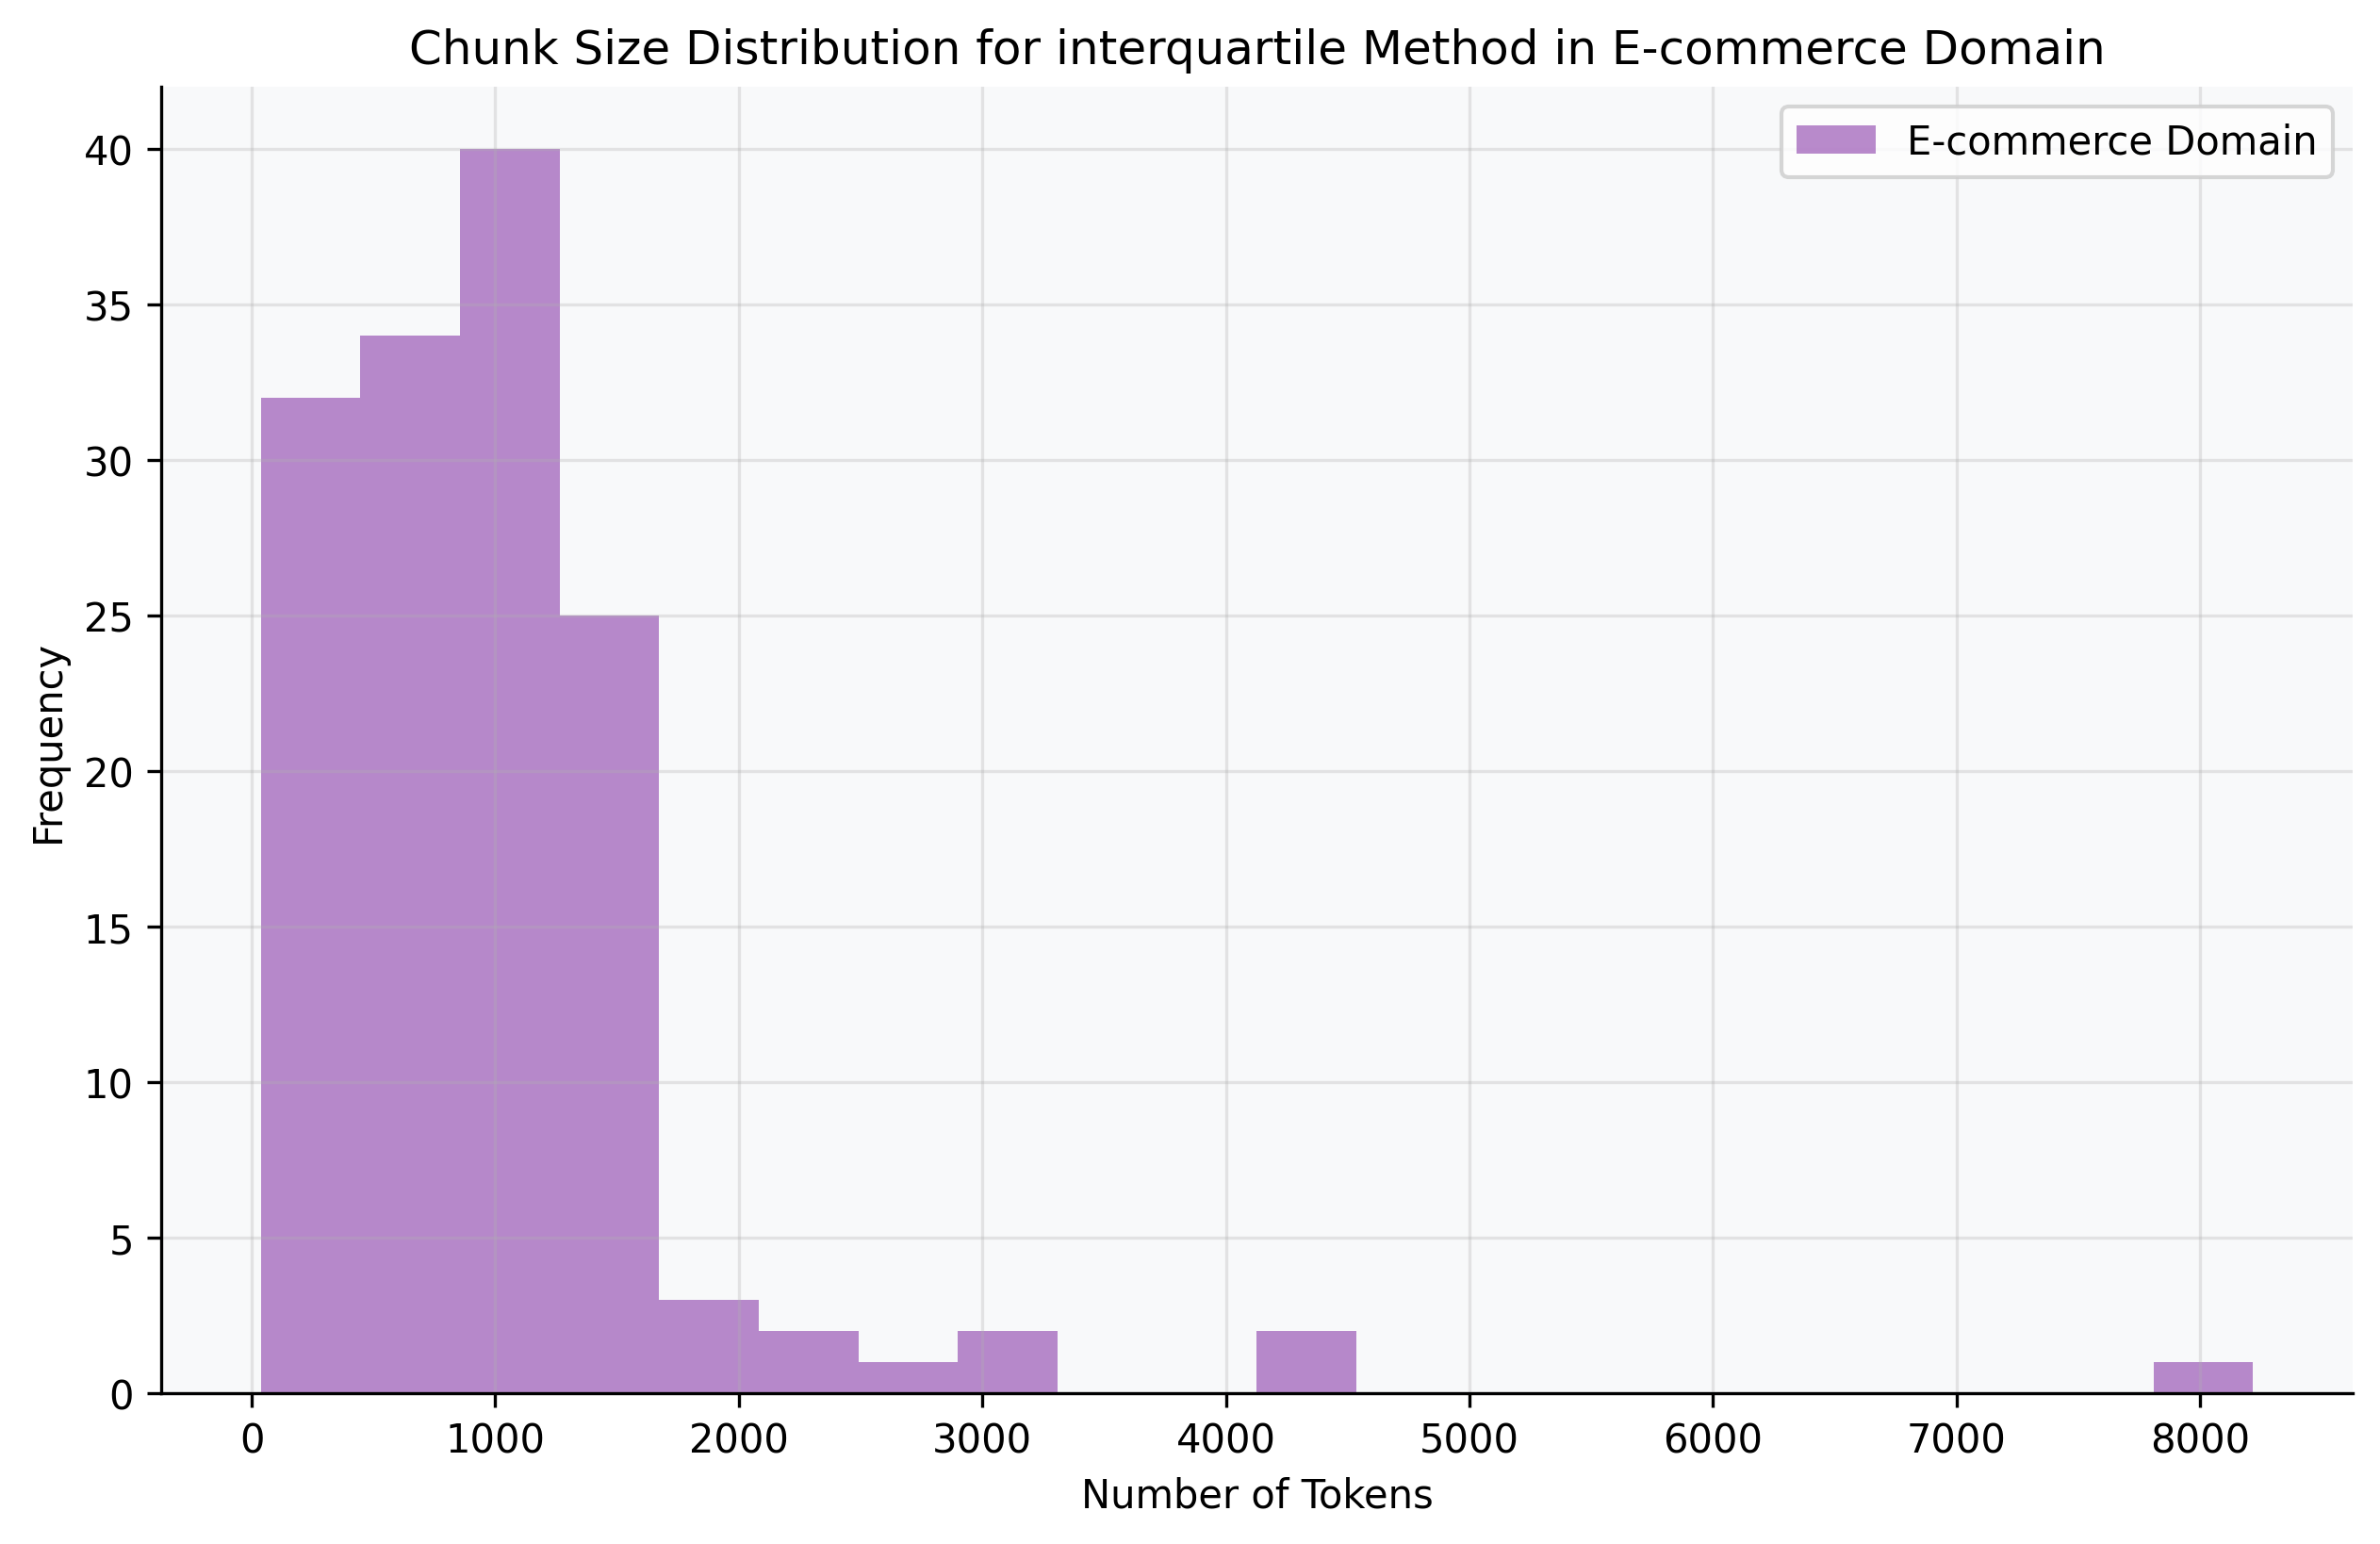 Chunk Size Distribution for interquartile Method in E-commerce Domain
E-commerce Domain
Frequency
40
35
30
25
20
15
10
5
0
0 1000 2000 3000 4000 5000 6000 7000 8000
Number of Tokens